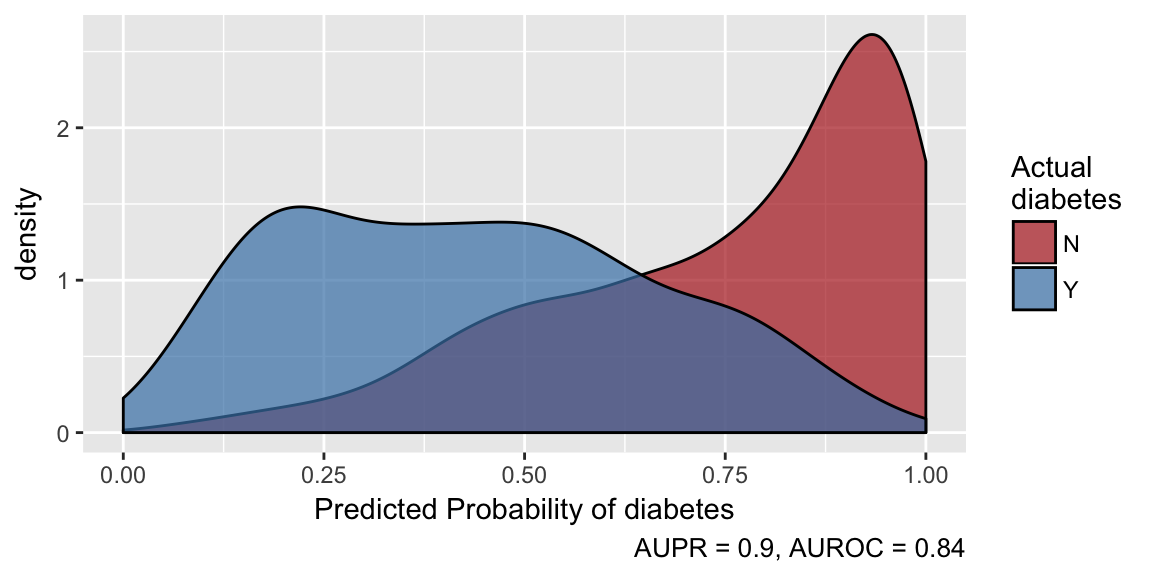 2
1
0
density
0.00 0.25 0.50 0.75 1.00
Predicted Probability of diabetes
AUPR = 0.9, AUROC = 0.84
Actual
diabetes
N
Y